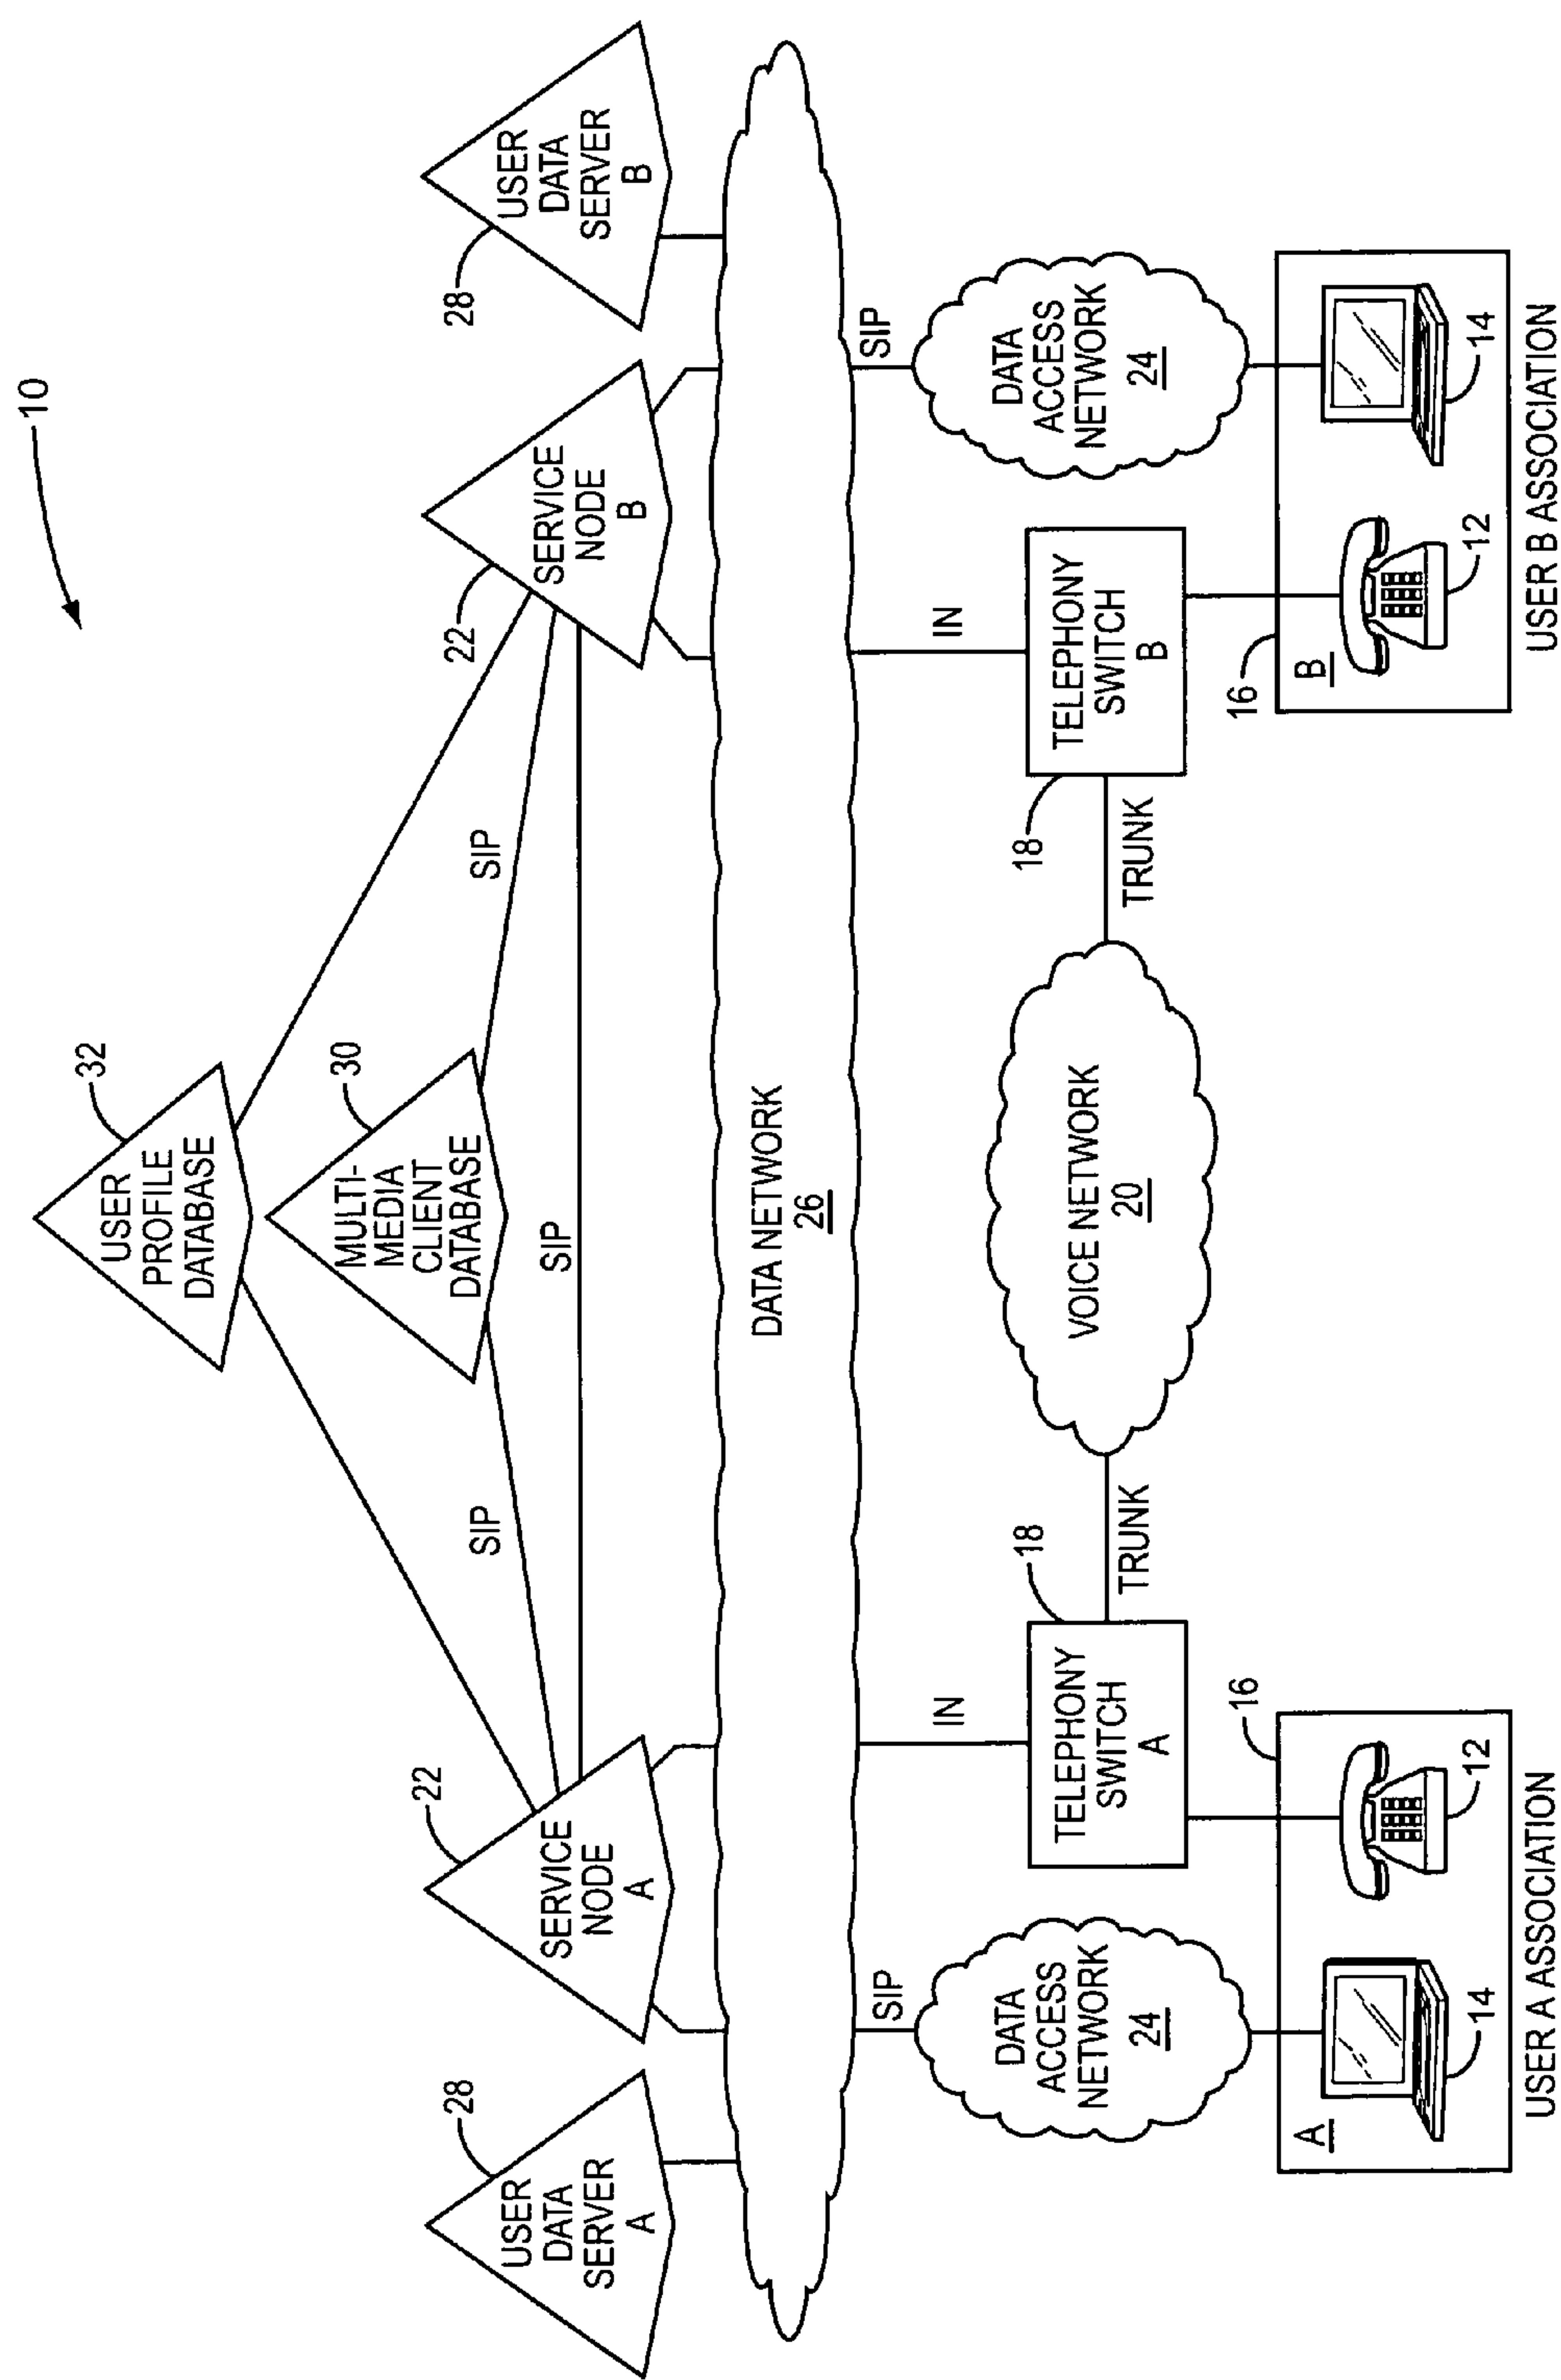 10
32
USER
PROFILE
DATABASE
30
MULTI-
MEDIA
CLIENT
DATABASE
28
USER
DATA
SERVER
A
22
SERVICE
NODE
A
SIP
SIP
SIP
22
SERVICE
NODE
B
28
USER
DATA
SERVER
B
DATA NETWORK
26
SIP
IN
IN
SIP
DATA
ACCESS
NETWORK
24
TELEPHONY
SWITCH
A
18
TRUNK
VOICE NETWORK
20
TRUNK
18
TELEPHONY
SWITCH
B
DATA
ACCESS
NETWORK
24
A
14
12
16
USER A ASSOCIATION
16
B
12
14
USER B ASSOCIATION